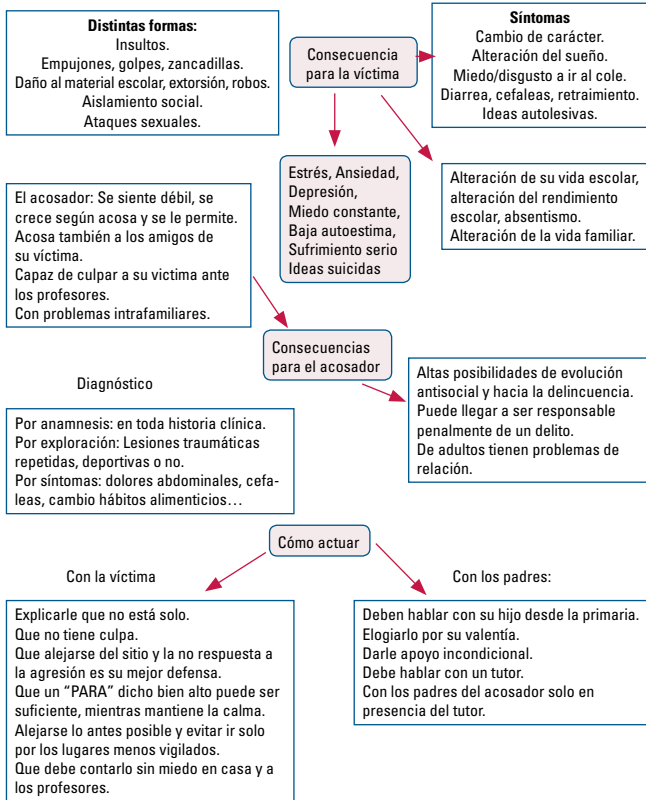 Distintas formas:
Insultos.
Empujones, golpes, zancadillas.
Daño al material escolar, extorsión, robos.
Aislamiento social.
Ataques sexuales.
Consecuencia
para la víctima
Síntomas
Cambio de carácter.
Alteración del sueño.
Miedo/disgusto a ir al cole.
Diarrea, cefaleas, retraimiento.
Ideas autolesivas.
Estrés, Ansiedad,
Depresión,
Miedo constante,
Baja autoestima,
Sufrimiento serio
Ideas suicidas
Alteración de su vida escolar,
alteración del rendimiento
escolar, absentismo.
Alteración de la vida familiar.
El acosador: Se siente débil, se
crece según acosa y se le permite.
Acosa también a los amigos de
su víctima.
Capaz de culpar a su victima ante
los profesores.
Con problemas intrafamiliares.
Consecuencias
para el acosador
Altas posibilidades de evolución
antisocial y hacia la delincuencia.
Puede llegar a ser responsable
penalmente de un delito.
De adultos tienen problemas de
relación.
Diagnóstico
Por anamnesis: en toda historia clínica.
Por exploración: Lesiones traumáticas
repetidas, deportivas o no.
Por síntomas: dolores abdominales, cefa-
leas, cambio hábitos alimenticios…
Cómo actuar
Con la víctima
Explicarle que no está solo.
Que no tiene culpa.
Que alejarse del sitio y la no respuesta a
la agresión es su mejor defensa.
Que un “PARA” dicho bien alto puede ser
suficiente, mientras mantiene la calma.
Alejarse lo antes posible y evitar ir solo
por los lugares menos vigilados.
Que debe contarlo sin miedo en casa y a
los profesores.
Con los padres:
Deben hablar con su hijo desde la primaria.
Elogiarlo por su valentía.
Darle apoyo incondicional.
Debe hablar con un tutor.
Con los padres del acosador solo en
presencia del tutor.